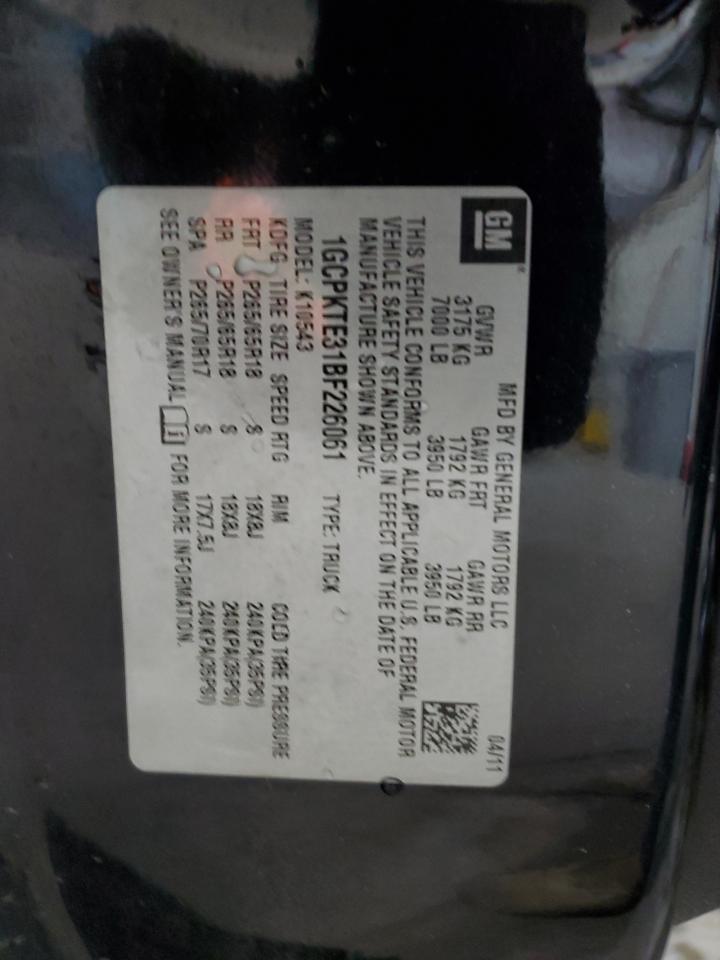 GM
MFD BY GENERAL MOTORS LLC 04/11
GVWR GAWR FRT GAWR RR
3175 KG 1792 KG 1792 KG
7000 LB 3950 LB 3950 LB
THIS VEHICLE CONFORMS TO ALL APPLICABLE U.S. FEDERAL MOTOR
VEHICLE SAFETY STANDARDS IN EFFECT ON THE DATE OF
MANUFACTURE SHOWN ABOVE.
1GCPKTE31BF226061 TYPE: TRUCK
MODEL: K10543
KDFG TIRE SIZE SPEED RTG RIM COLD TIRE PRESSURE
FRT P265/65R18 S 18X8J 240KPA(35PSI)
RR P265/65R18 S 18X8J 240KPA(35PSI)
SPA P265/70R17 S 17X7.5J 240KPA(35PSI)
SEE OWNER'S MANUAL FOR MORE INFORMATION.